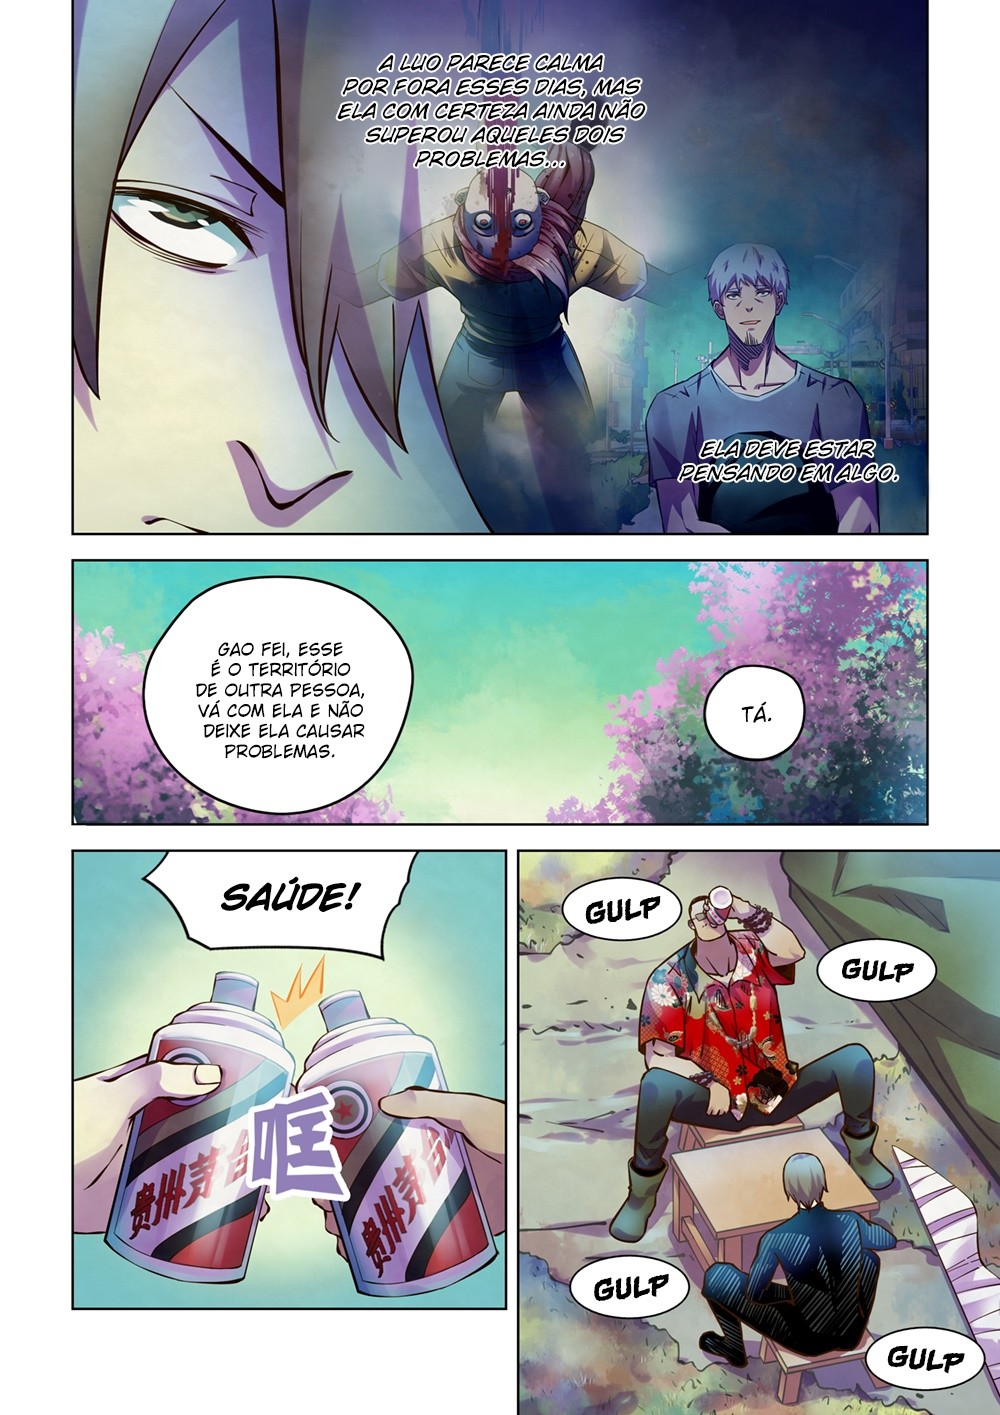 A LUO PARECE CALMA
POR FORA ESSES DIAS, MAS
ELA COM CERTEZA AINDA NÃO
SUPEROU AQUELES DOIS
PROBLEMAS...
ELA DEVE ESTAR
PENSANDO EM ALGO.
GAO FEI, ESSE
É O TERRITÓRIO
DE OUTRA PESSOA,
VÁ COM ELA E NÃO
DEIXE ELA CAUSAR
PROBLEMAS.
TÁ.
SAÚDE!
哐
贵州茅台
贵州茅台
GULP
GULP
GULP
GULP